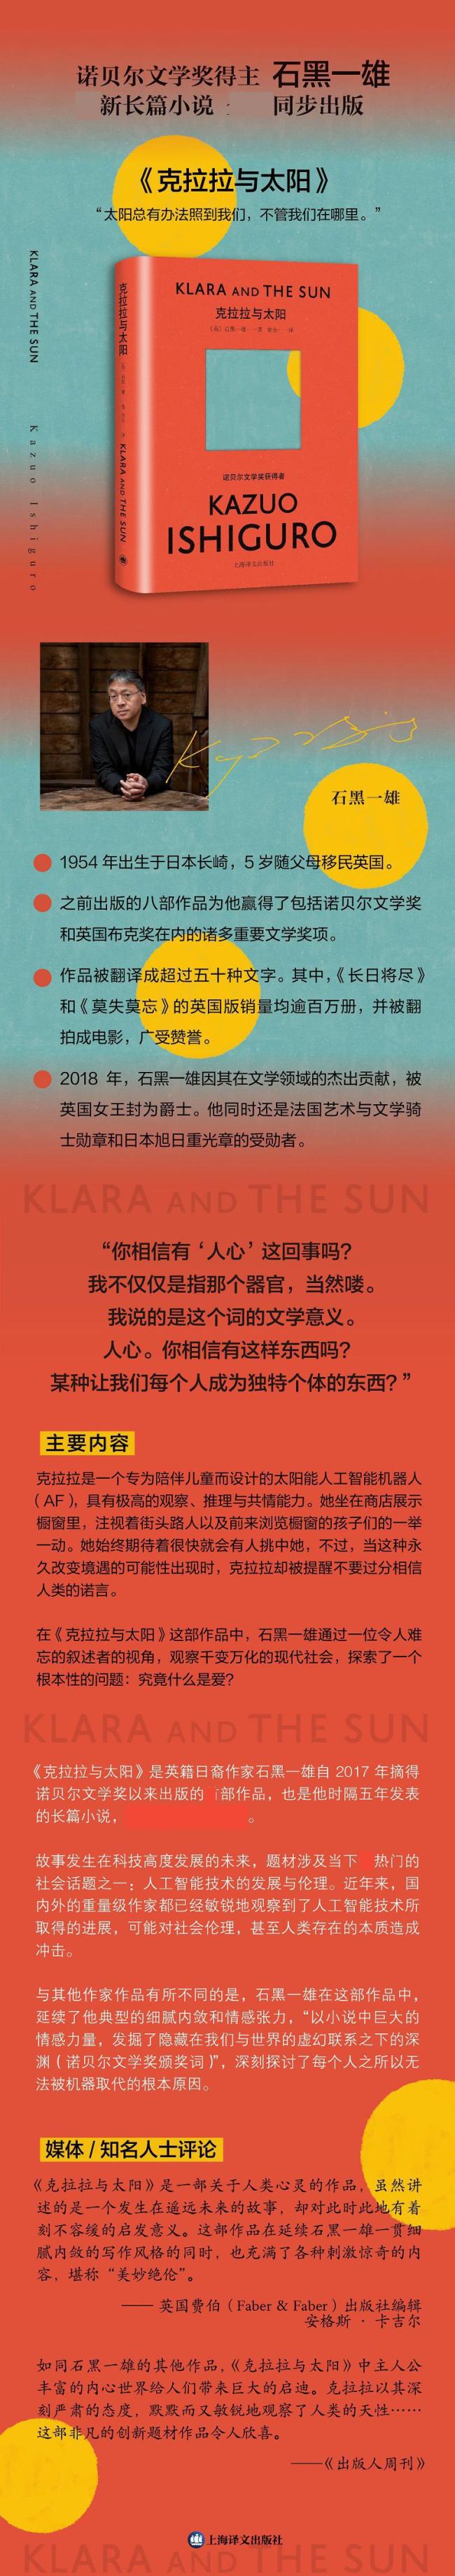 诺贝尔文学奖得主 石黑一雄
新长篇小说 同步出版
《克拉拉与太阳》
“太阳总有办法照到我们，不管我们在哪里。”
KLARA AND THE SUN
Kazuo Ishiguro
克拉拉与太阳
KLARA AND THE SUN
KLARA AND THE SUN
克拉拉与太阳
诺贝尔文学奖获得者
KAZUO
ISHIGURO
上海译文出版社
石黑一雄
1954 年出生于日本长崎，5 岁随父母移民英国。
之前出版的八部作品为他赢得了包括诺贝尔文学奖
和英国布克奖在内的诸多重要文学奖项。
作品被翻译成超过五十种文字。其中，《长日将尽》
和《莫失莫忘》的英国版销量均逾百万册，并被翻
拍成电影，广受赞誉。
2018 年，石黑一雄因其在文学领域的杰出贡献，被
英国女王封为爵士。他同时还是法国艺术与文学骑
士勋章和日本旭日重光章的受勋者。
KLARA AND THE SUN
“你相信有‘人心’这回事吗？
我不仅仅是指那个器官，当然喽。
我说的是这个词的文学意义。
人心。你相信有这样东西吗？
某种让我们每个人成为独特个体的东西？”
主要内容
克拉拉是一个专为陪伴儿童而设计的太阳能人工智能机器人
（AF），具有极高的观察、推理与共情能力。她坐在商店展示
橱窗里，注视着街头路人以及前来浏览橱窗的孩子们的一举
一动。她始终期待着很快就会有人挑中她，不过，当这种永
久改变境遇的可能性出现时，克拉拉却被提醒不要过分相信
人类的诺言。
在《克拉拉与太阳》这部作品中，石黑一雄通过一位令人难
忘的叙述者的视角，观察千变万化的现代社会，探索了一个
根本性的问题：究竟什么是爱？
KLARA AND THE SUN
《克拉拉与太阳》是英籍日裔作家石黑一雄自 2017 年摘得
诺贝尔文学奖以来出版的 部作品，也是他时隔五年发表
的长篇小说， 。
故事发生在科技高度发展的未来，题材涉及当下 热门的
社会话题之一：人工智能技术的发展与伦理。近年来，国
内外的重量级作家都已经敏锐地观察到了人工智能技术所
取得的进展，可能对社会伦理，甚至人类存在的本质造成
冲击。
与其他作家作品有所不同的是，石黑一雄在这部作品中，
延续了他典型的细腻内敛和情感张力，“以小说中巨大的
情感力量，发掘了隐藏在我们与世界的虚幻联系之下的深
渊（诺贝尔文学奖颁奖词）”，深刻探讨了每个人之所以无
法被机器取代的根本原因。
媒体 / 知名人士评论
《克拉拉与太阳》是一部关于人类心灵的作品，虽然讲
述的是一个发生在遥远未来的故事，却对此时此地有着
刻不容缓的启发意义。这部作品在延续石黑一雄一贯细
腻内敛的写作风格的同时，也充满了各种刺激惊奇的内
容，堪称“美妙绝伦”。
—— 英国费伯（Faber & Faber）出版社编辑
安格斯 · 卡吉尔
如同石黑一雄的其他作品，《克拉拉与太阳》中主人公
丰富的内心世界给人们带来巨大的启迪。克拉拉以其深
刻严肃的态度，默默而又敏锐地观察了人类的天性……
这部非凡的创新题材作品令人欣喜。
——《出版人周刊》
上海译文出版社
KLARA AND THE SUN